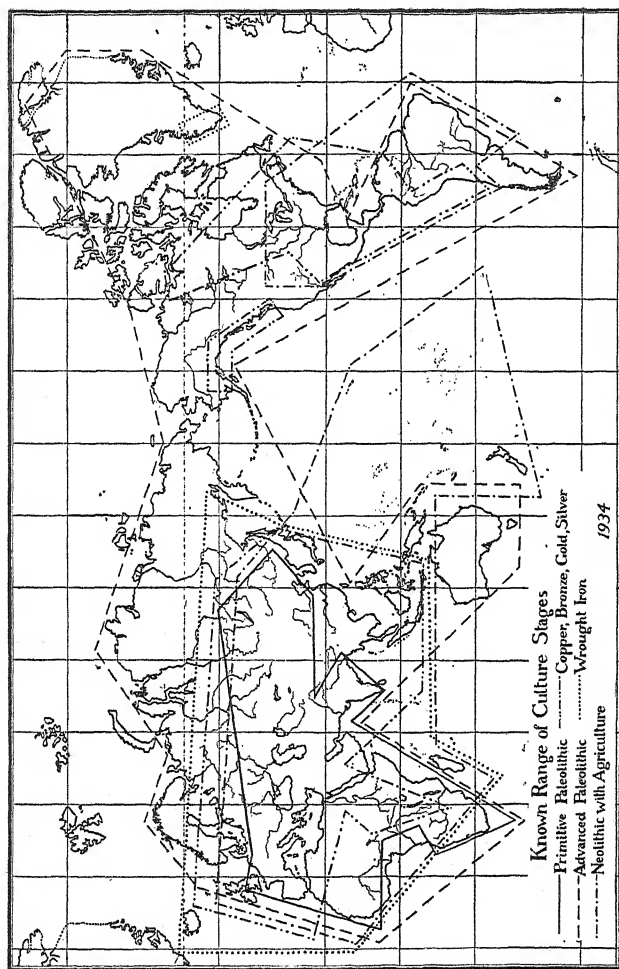 Known Range of Culture Stages
Primitive Paleolithic Copper, Bronze, Gold, Silver
Advanced Paleolithic Wrought Iron
Neolithic with Agriculture
1934